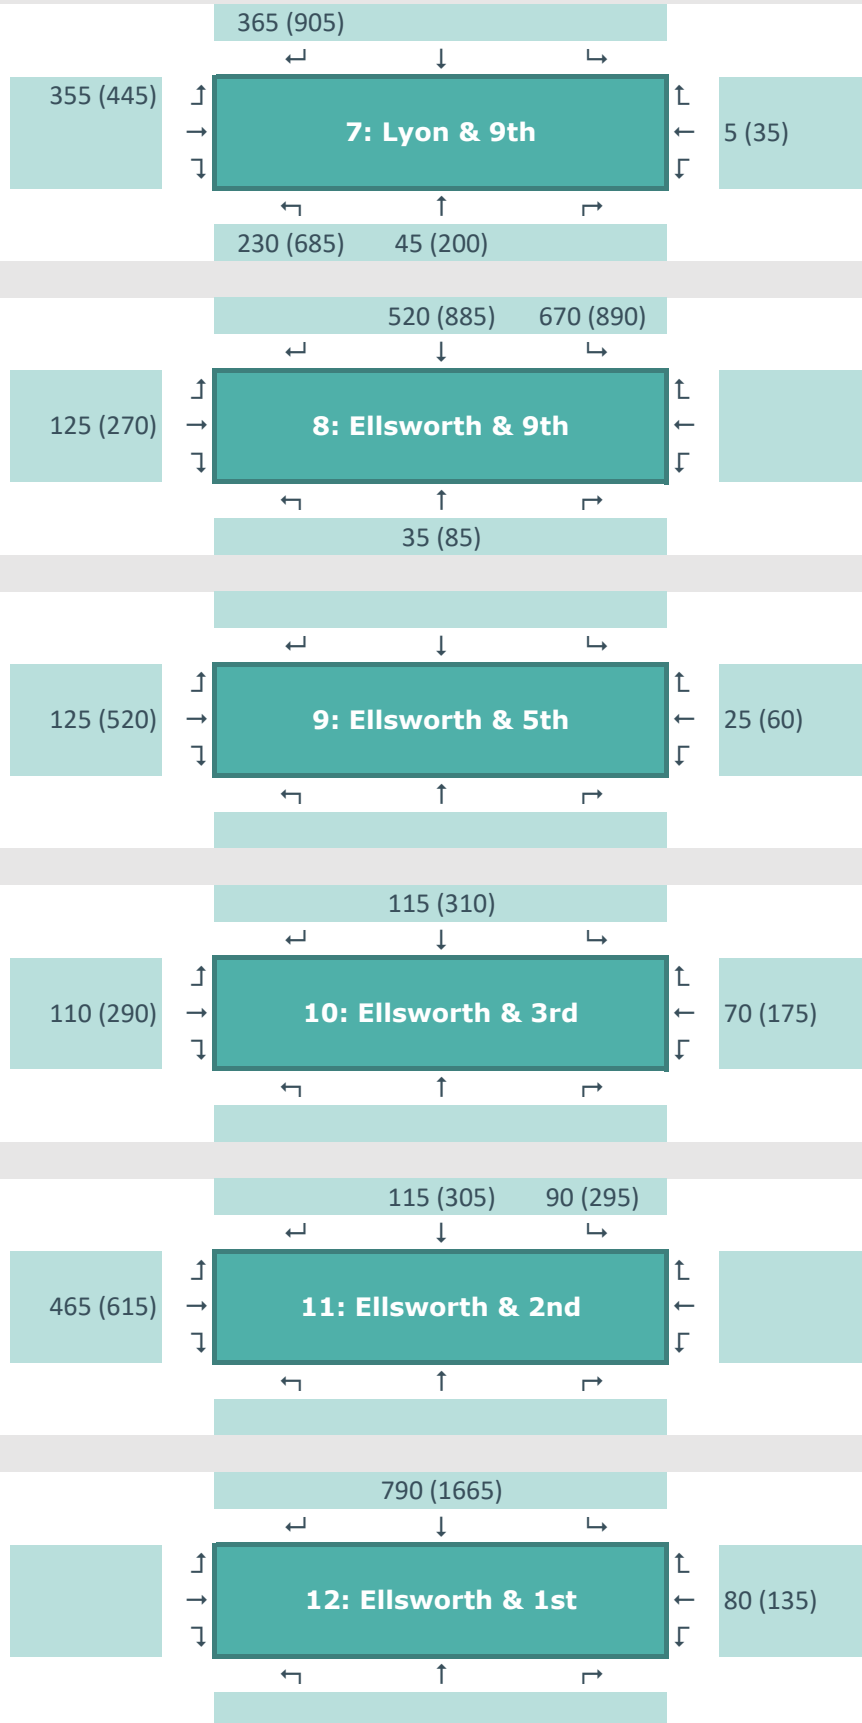 365 (905)
355 (445)
7: Lyon & 9th
5 (35)
230 (685) 45 (200)
520 (885) 670 (890)
125 (270)
8: Ellsworth & 9th
35 (85)
125 (520)
9: Ellsworth & 5th
25 (60)
115 (310)
110 (290)
10: Ellsworth & 3rd
70 (175)
115 (305) 90 (295)
465 (615)
11: Ellsworth & 2nd
790 (1665)
12: Ellsworth & 1st
80 (135)